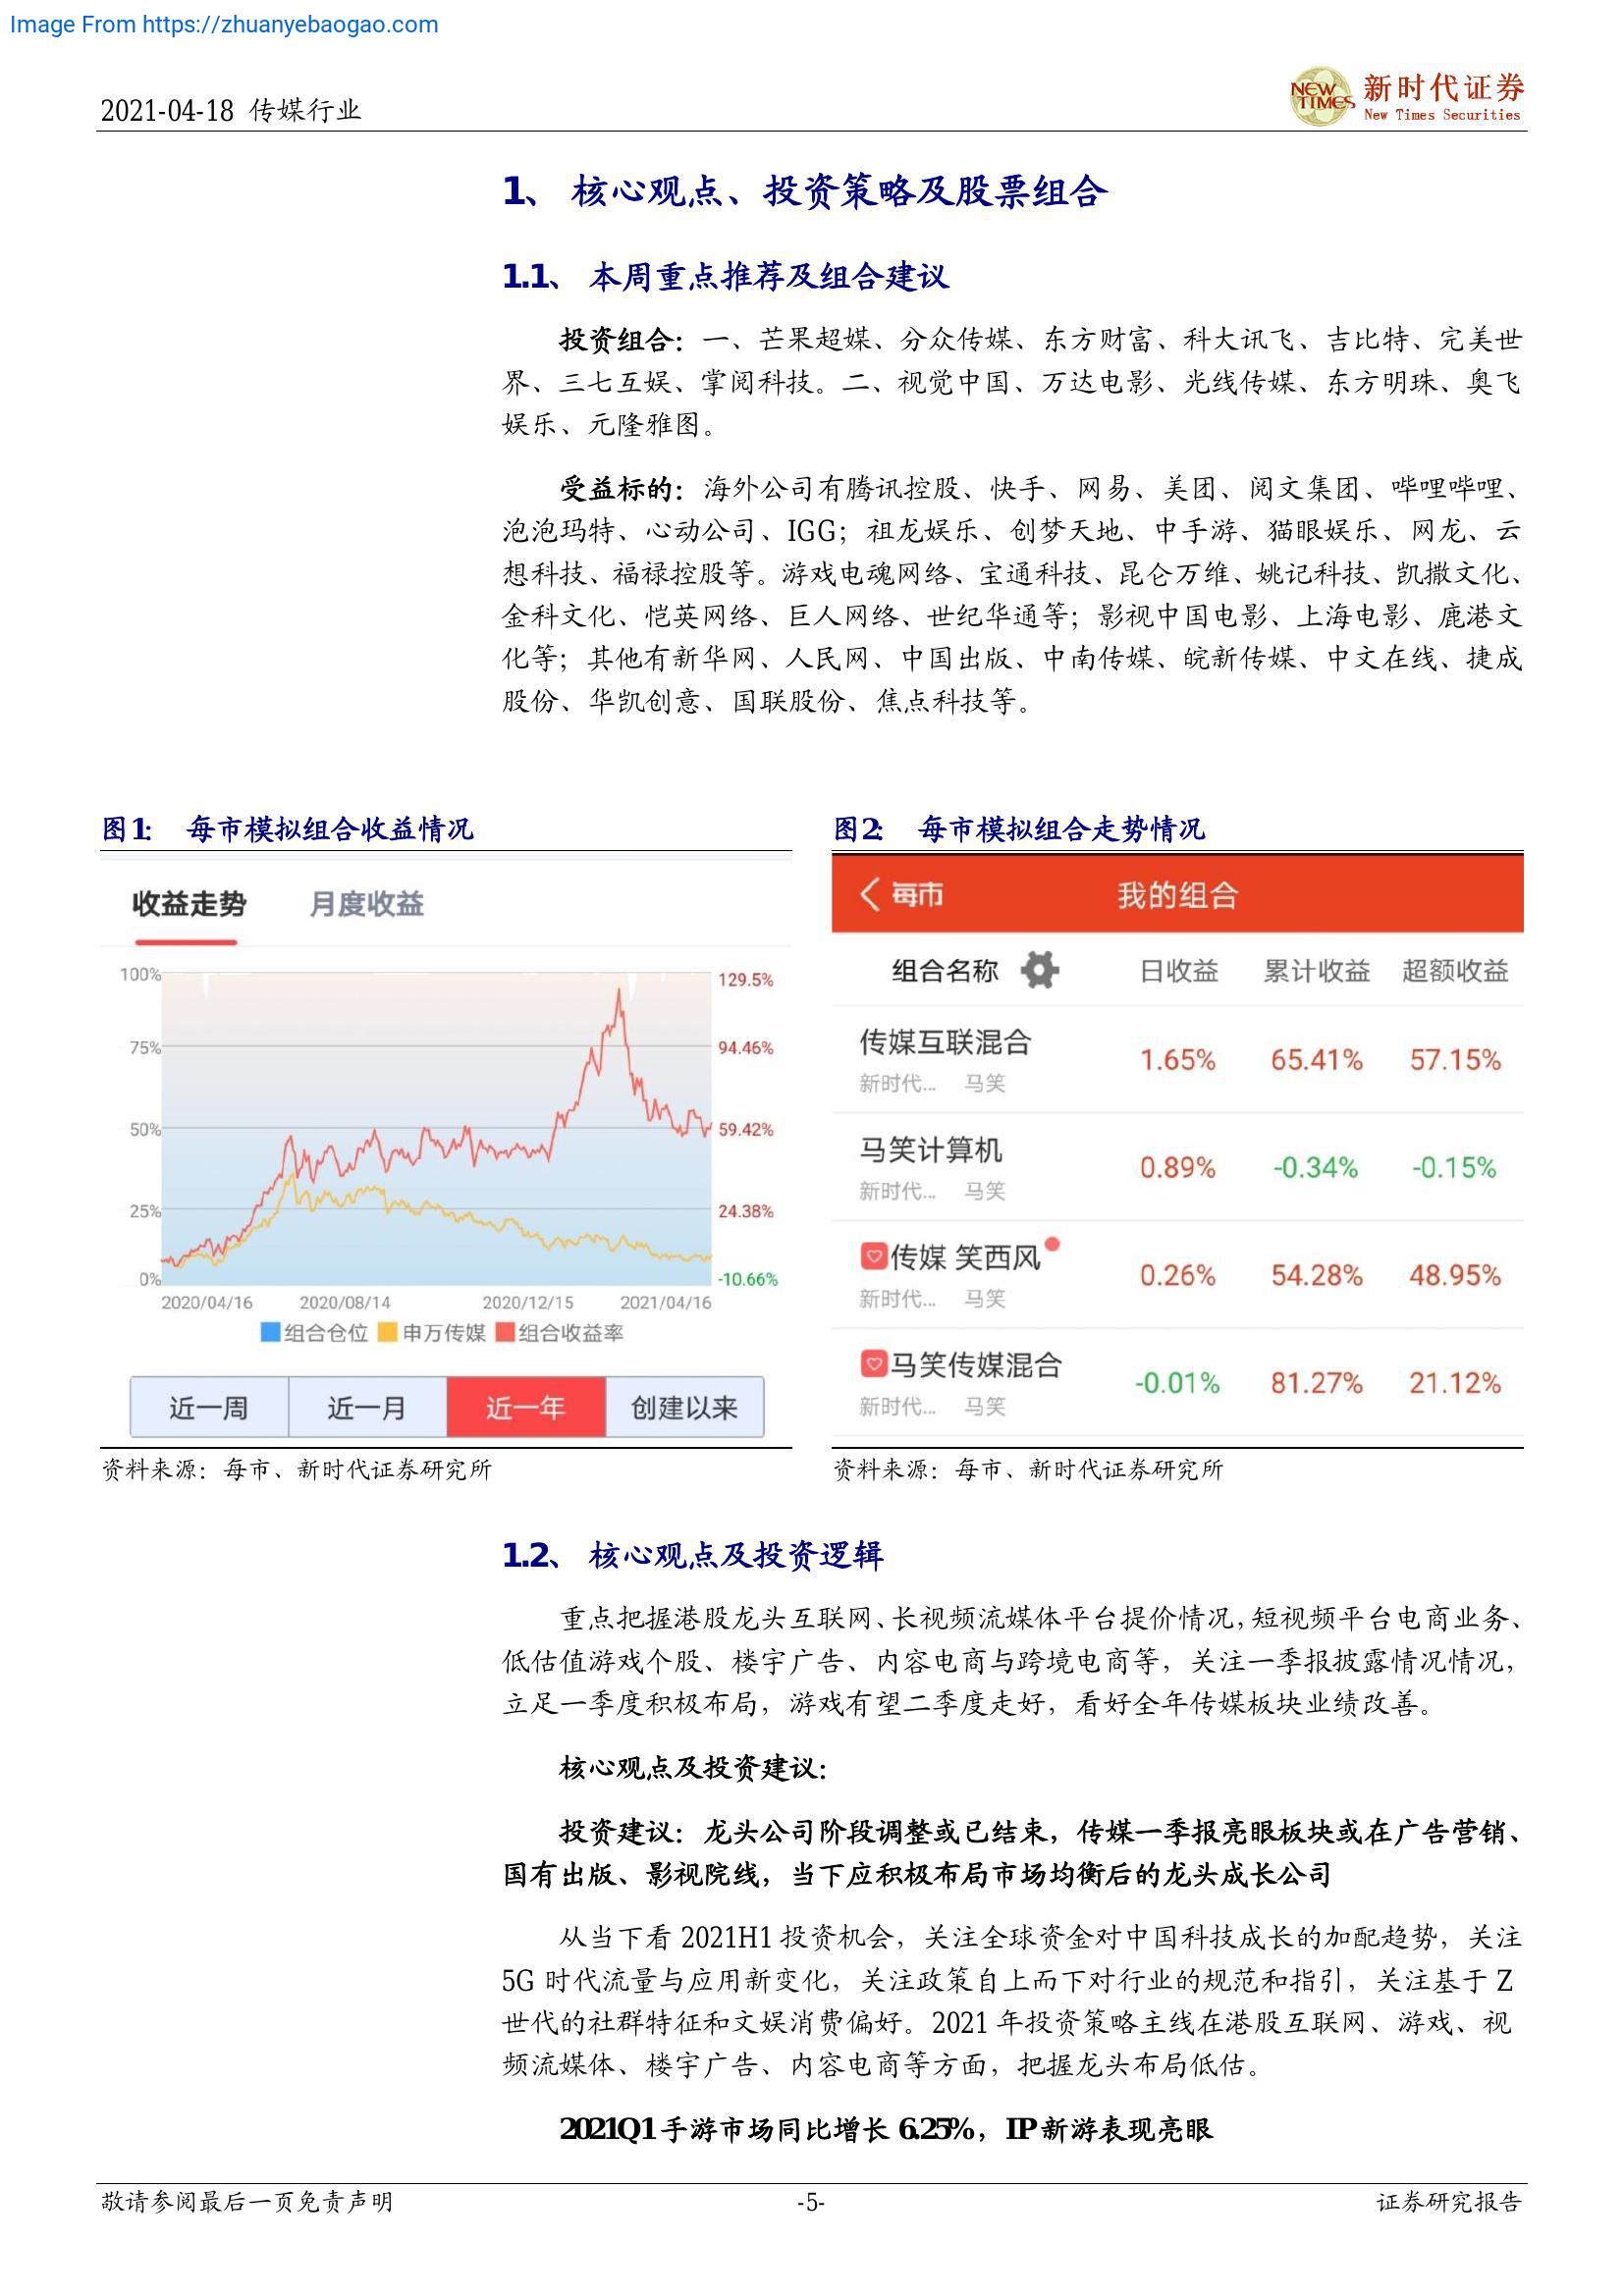 Image From https://zhuanyebaogao.com
2021-04-18 传媒行业
NEW TIMES
新时代证券
New Times Securities
1、 核心观点、投资策略及股票组合
1.1、 本周重点推荐及组合建议
投资组合：一、芒果超媒、分众传媒、东方财富、科大讯飞、吉比特、完美世
界、三七互娱、掌阅科技。二、视觉中国、万达电影、光线传媒、东方明珠、奥飞
娱乐、元隆雅图。
受益标的：海外公司有腾讯控股、快手、网易、美团、阅文集团、哔哩哔哩、
泡泡玛特、心动公司、IGG；祖龙娱乐、创梦天地、中手游、猫眼娱乐、网龙、云
想科技、福禄控股等。游戏电魂网络、宝通科技、昆仑万维、姚记科技、凯撒文化、
金科文化、恺英网络、巨人网络、世纪华通等；影视中国电影、上海电影、鹿港文
化等；其他有新华网、人民网、中国出版、中南传媒、皖新传媒、中文在线、捷成
股份、华凯创意、国联股份、焦点科技等。
图1： 每市模拟组合收益情况
收益走势 月度收益
100% 129.5%
75% 94.46%
50% 59.42%
25% 24.38%
0% -10.66%
2020/04/16 2020/08/14 2020/12/15 2021/04/16
组合仓位 申万传媒 组合收益率
近一周 近一月 近一年 创建以来
资料来源：每市、新时代证券研究所
图2： 每市模拟组合走势情况
每市 我的组合
组合名称 日收益 累计收益 超额收益
传媒互联混合 1.65% 65.41% 57.15%
新时代... 马笑
马笑计算机 0.89% -0.34% -0.15%
新时代... 马笑
传媒 笑西风 0.26% 54.28% 48.95%
新时代... 马笑
马笑传媒混合 -0.01% 81.27% 21.12%
新时代... 马笑
资料来源：每市、新时代证券研究所
1.2、 核心观点及投资逻辑
重点把握港股龙头互联网、长视频流媒体平台提价情况，短视频平台电商业务、
低估值游戏个股、楼宇广告、内容电商与跨境电商等，关注一季报披露情况情况，
立足一季度积极布局，游戏有望二季度走好，看好全年传媒板块业绩改善。
核心观点及投资建议：
投资建议：龙头公司阶段调整或已结束，传媒一季报亮眼板块或在广告营销、
国有出版、影视院线，当下应积极布局市场均衡后的龙头成长公司
从当下看 2021H1 投资机会，关注全球资金对中国科技成长的加配趋势，关注
5G 时代流量与应用新变化，关注政策自上而下对行业的规范和指引，关注基于 Z
世代的社群特征和文娱消费偏好。2021 年投资策略主线在港股互联网、游戏、视
频流媒体、楼宇广告、内容电商等方面，把握龙头布局低估。
2021Q1 手游市场同比增长 6.25%，IP 新游表现亮眼
敬请参阅最后一页免责声明 -5- 证券研究报告